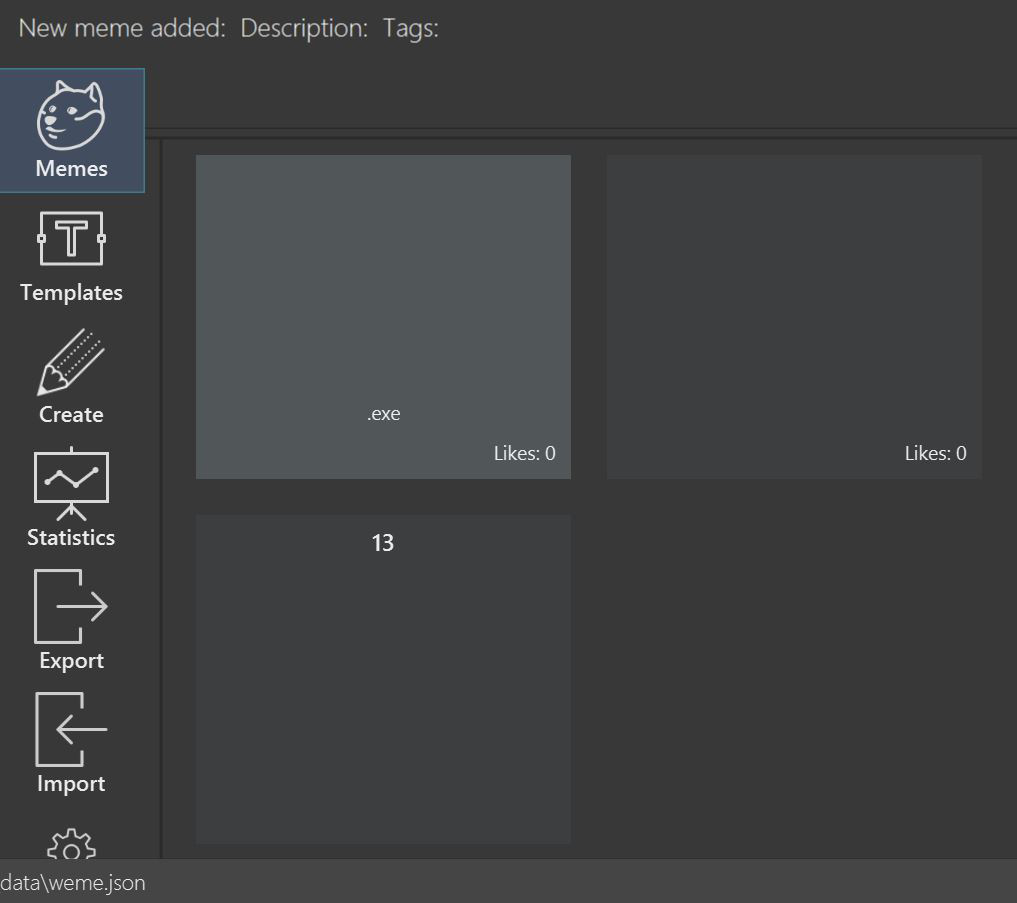 New meme added:  Description:  Tags:
Memes
Templates
Create
Statistics
Export
Import
.exe
Likes: 0
Likes: 0
13
data\weme.json